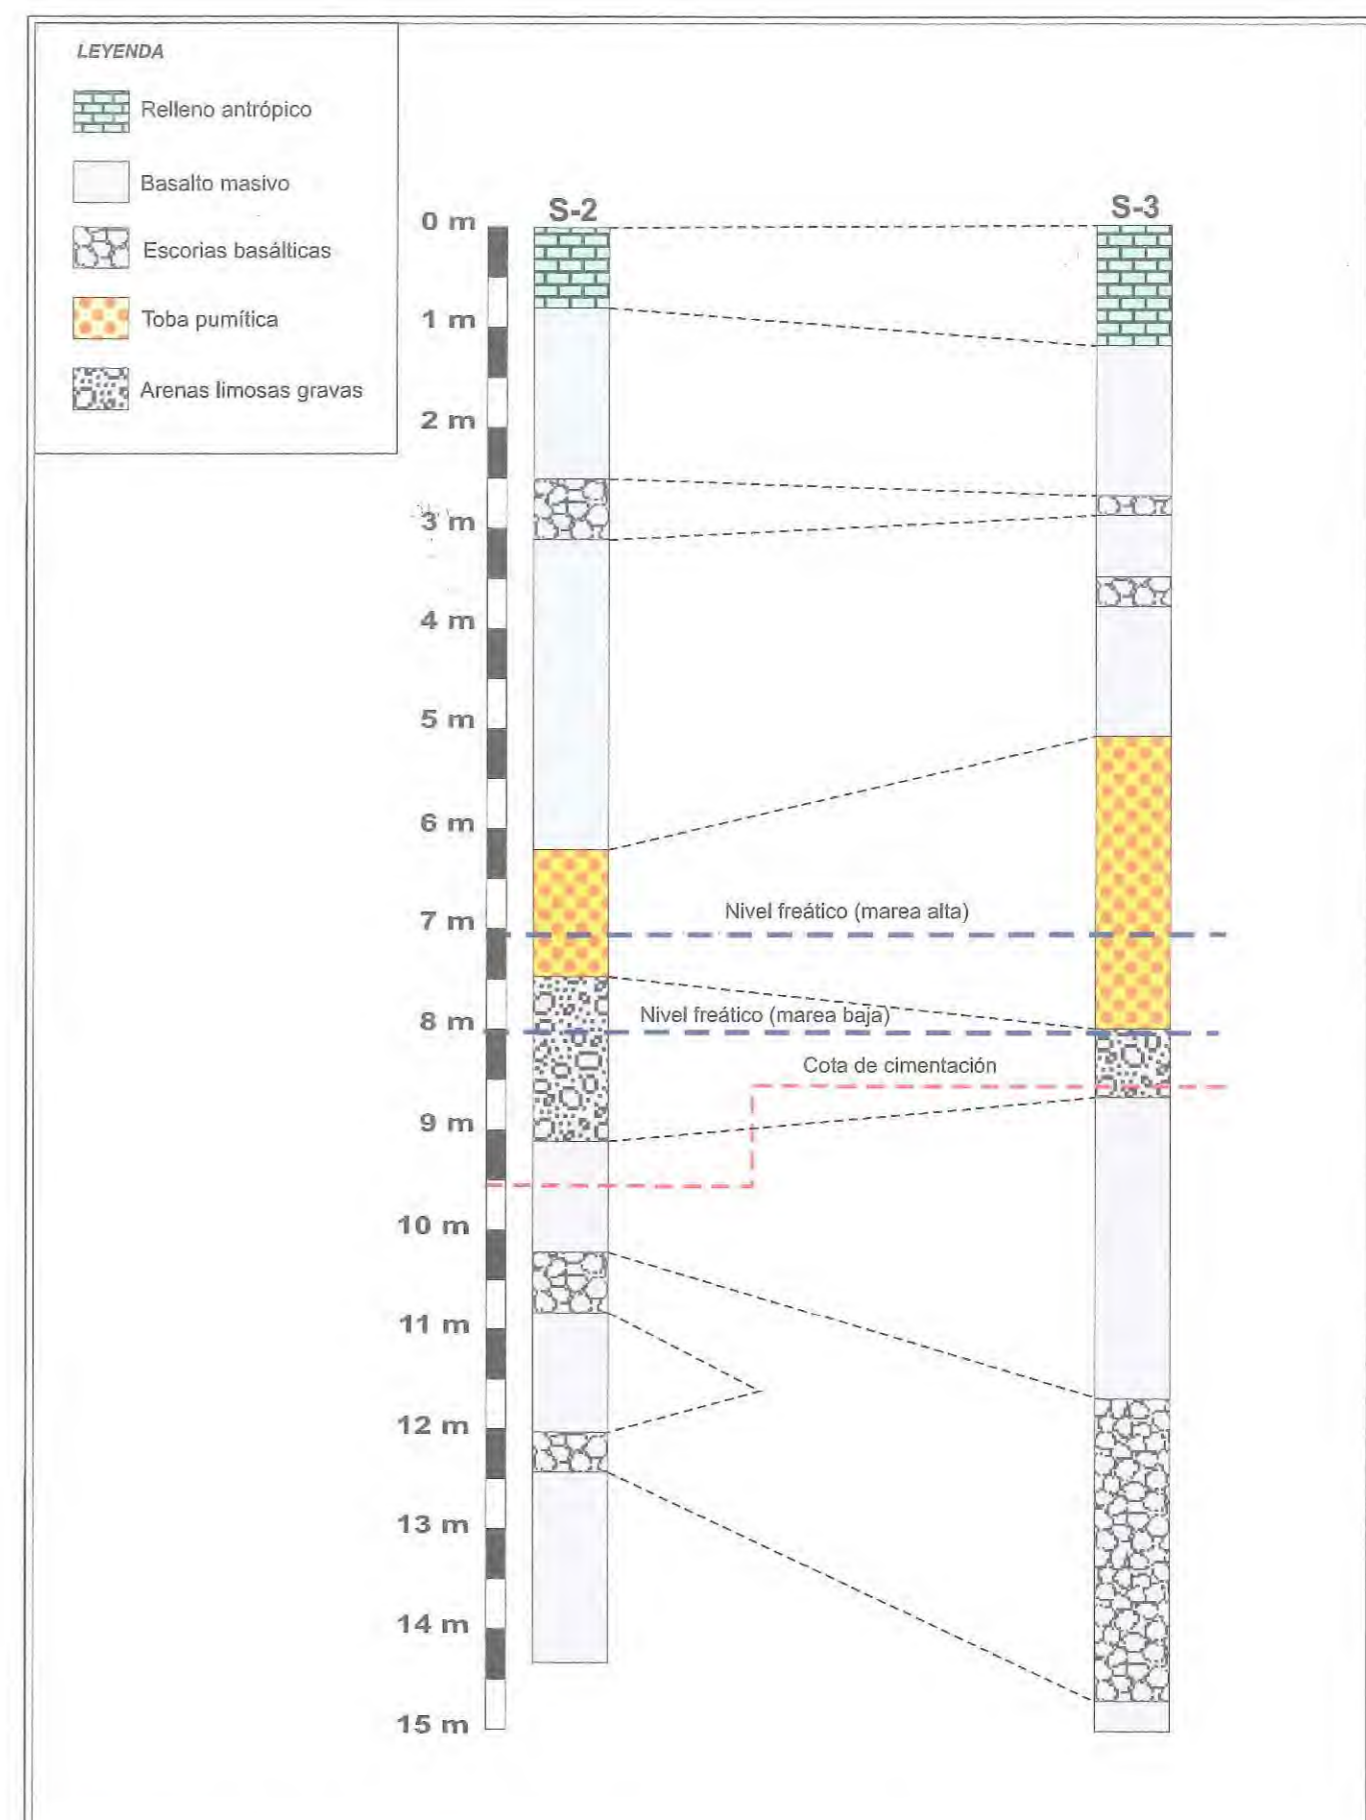 LEYENDA
Relleno antrópico
Basalto masivo
Escorias basálticas
Toba pumítica
Arenas limosas gravas
S-2
S-3
0 m
1 m
2 m
3 m
4 m
5 m
6 m
7 m
8 m
9 m
10 m
11 m
12 m
13 m
14 m
15 m
Nivel freático (marea alta)
Nivel freático (marea baja)
Cota de cimentación